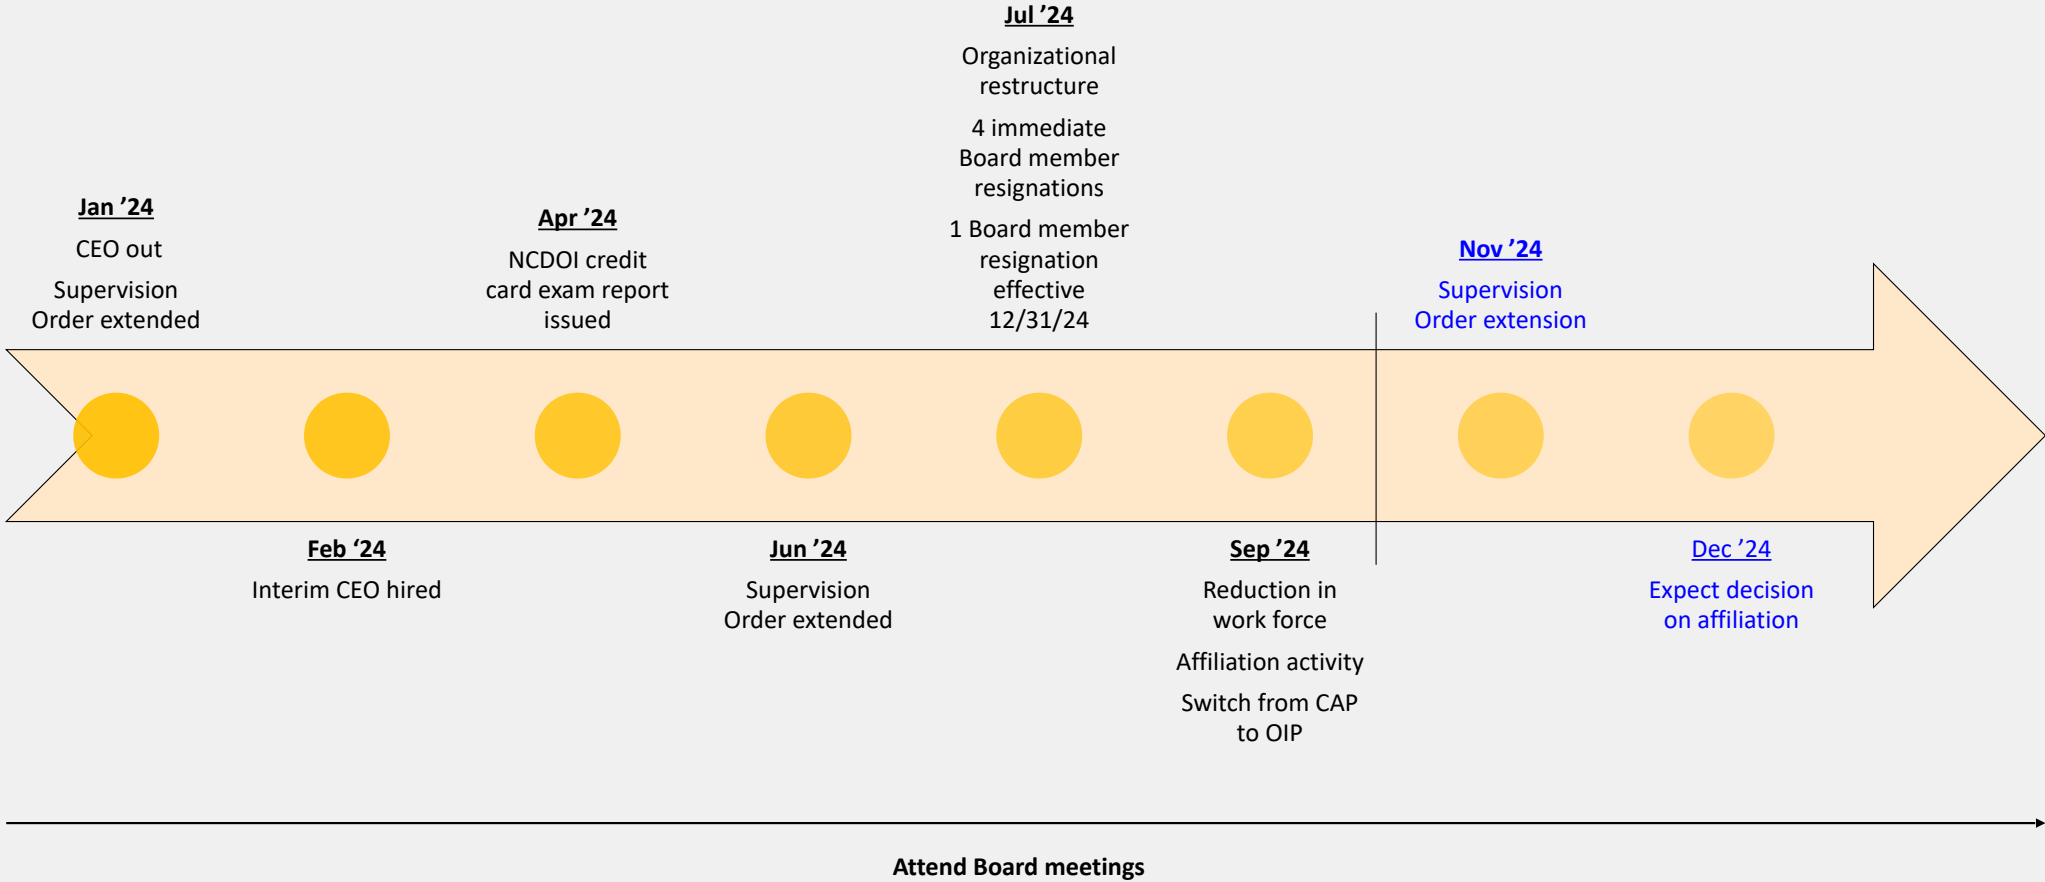 Jan ’24
CEO out
Supervision
Order extended
Feb ‘24
Interim CEO hired
Apr ’24
NCDOI credit
card exam report
issued
Jun ’24
Supervision
Order extended
Jul ’24
Organizational
restructure
4 immediate
Board member
resignations
1 Board member
resignation
effective
12/31/24
Sep ’24
Reduction in
work force
Affiliation activity
Switch from CAP
to OIP
Nov ’24
Supervision
Order extension
Dec ’24
Expect decision
on affiliation
Attend Board meetings